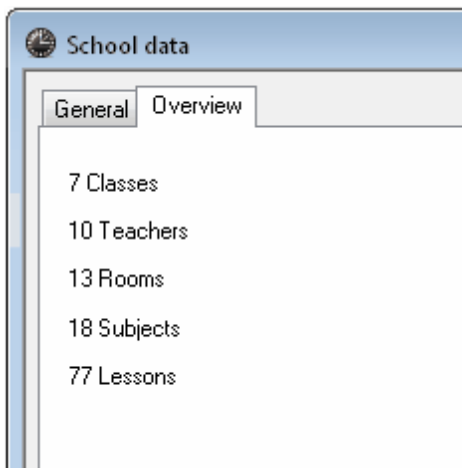 School data
General Overview
7 Classes
10 Teachers
13 Rooms
18 Subjects
77 Lessons